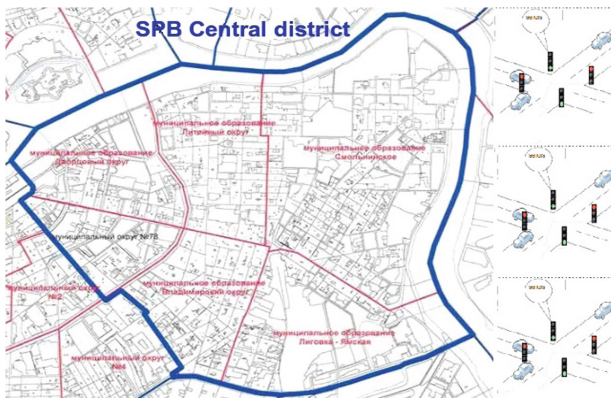 SPB Central district
муниципальное образование
Литейный округ
муниципальное образование
Дворцовый округ
муниципальное образование
Смольнинское
муниципальный округ №78
муниципальный округ
№2
муниципальное образование
Владимирский округ
муниципальное образование
Лиговка - Ямская
муниципальный округ